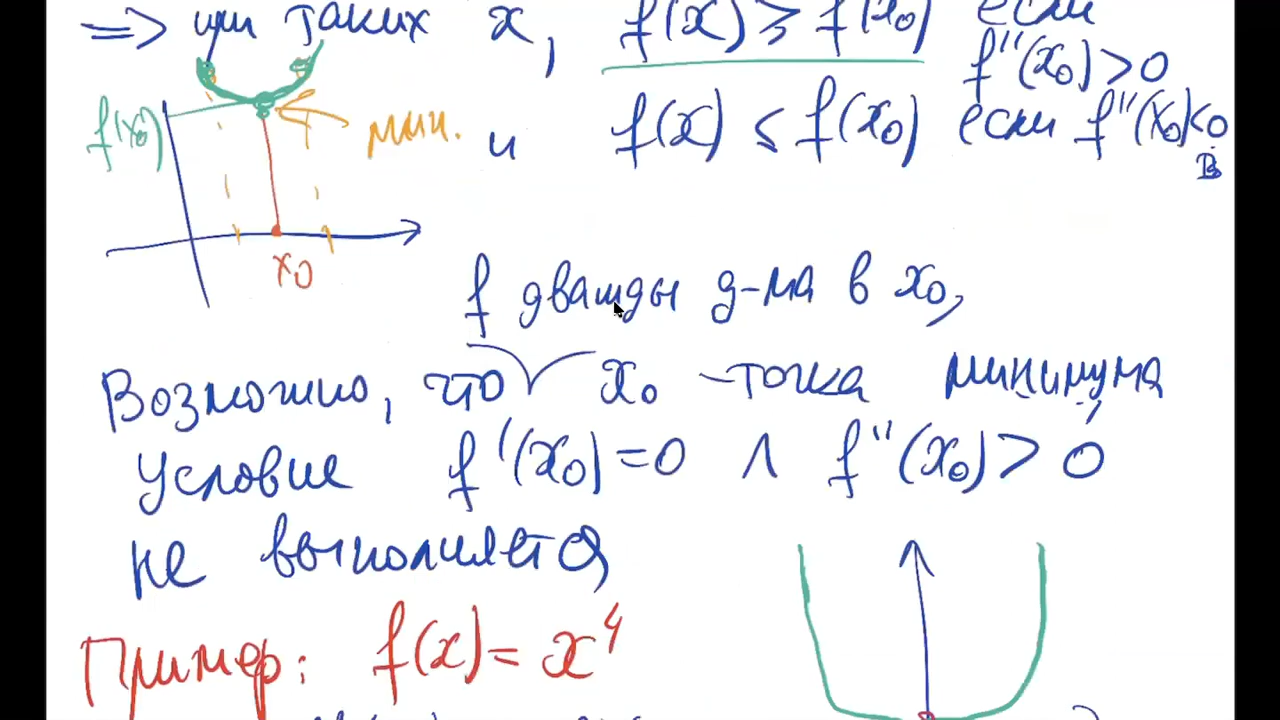 => при таких x, f(x) ≥ f(x₀) если
f''(x₀) > 0
f(x₀) мин. и f(x) ≤ f(x₀) если f''(x₀)<0
x₀
f дважды д-ма в x₀,
Возможно, что x₀ – точка минимума
условие f'(x₀) = 0 ∧ f''(x₀) > 0
не выполняется
Пример: f(x) = x⁴